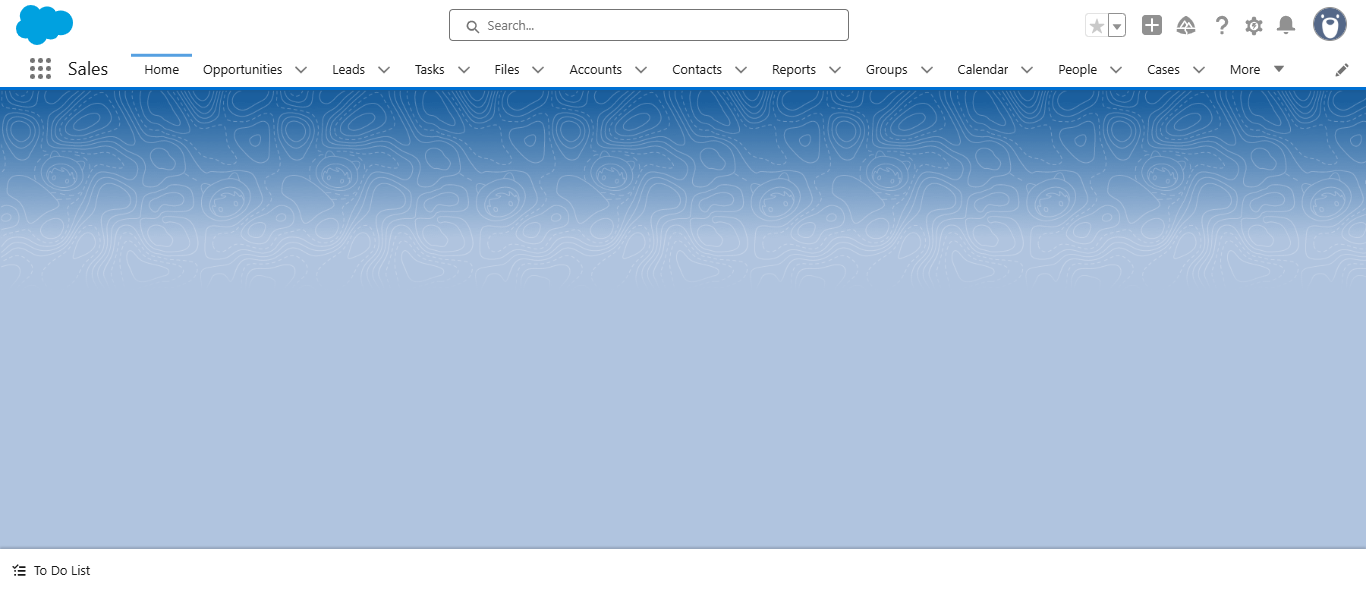 Search...
Sales
Home
Opportunities
Leads
Tasks
Files
Accounts
Contacts
Reports
Groups
Calendar
People
Cases
More
To Do List